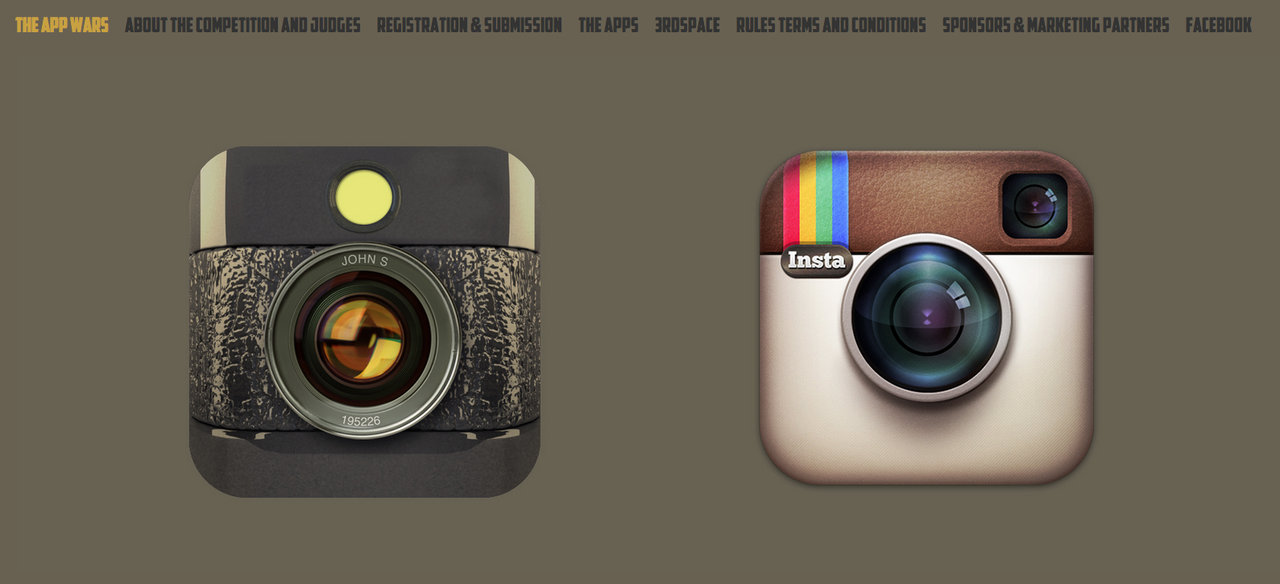 THE APP WARS ABOUT THE COMPETITION AND JUDGES REGISTRATION & SUBMISSION THE APPS 3RDSPACE RULES TERMS AND CONDITIONS SPONSORS & MARKETING PARTNERS FACEBOOK
JOHN S
195226
Insta